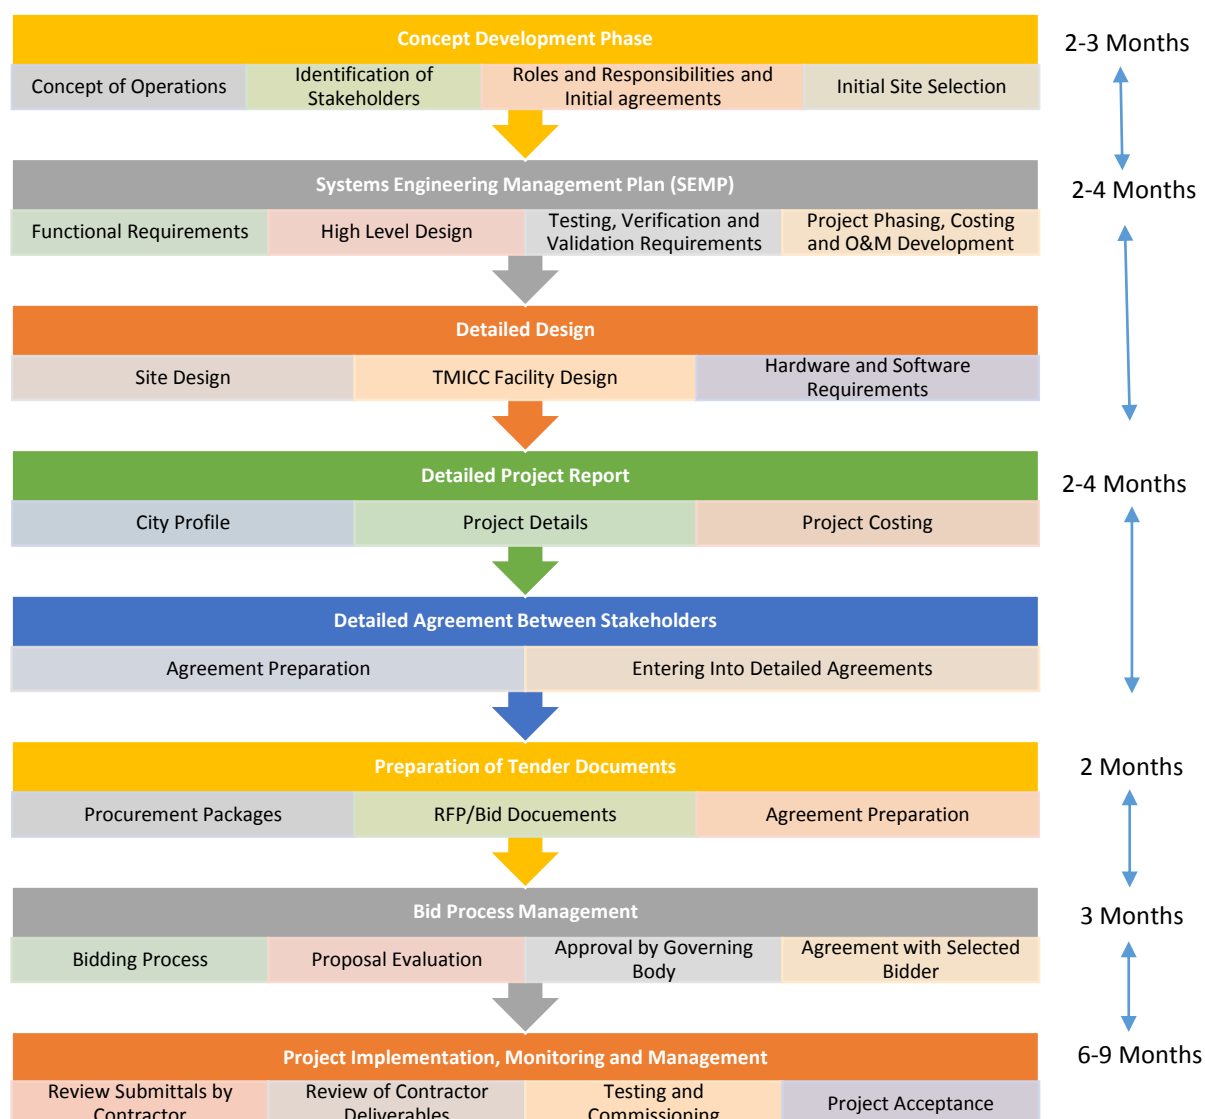 Concept Development Phase
2-3 Months
Concept of Operations
Identification of
Stakeholders
Roles and Responsibilities and
Initial agreements
Initial Site Selection
Systems Engineering Management Plan (SEMP)
2-4 Months
Functional Requirements
High Level Design
Testing, Verification and
Validation Requirements
Project Phasing, Costing
and O&M Development
Detailed Design
Site Design
TMICC Facility Design
Hardware and Software
Requirements
Detailed Project Report
2-4 Months
City Profile
Project Details
Project Costing
Detailed Agreement Between Stakeholders
Agreement Preparation
Entering Into Detailed Agreements
Preparation of Tender Documents
2 Months
Procurement Packages
RFP/Bid Docuements
Agreement Preparation
Bid Process Management
3 Months
Bidding Process
Proposal Evaluation
Approval by Governing
Body
Agreement with Selected
Bidder
Project Implementation, Monitoring and Management
6-9 Months
Review Submittals by
Contractor
Review of Contractor
Deliverables
Testing and
Commissioning
Project Acceptance